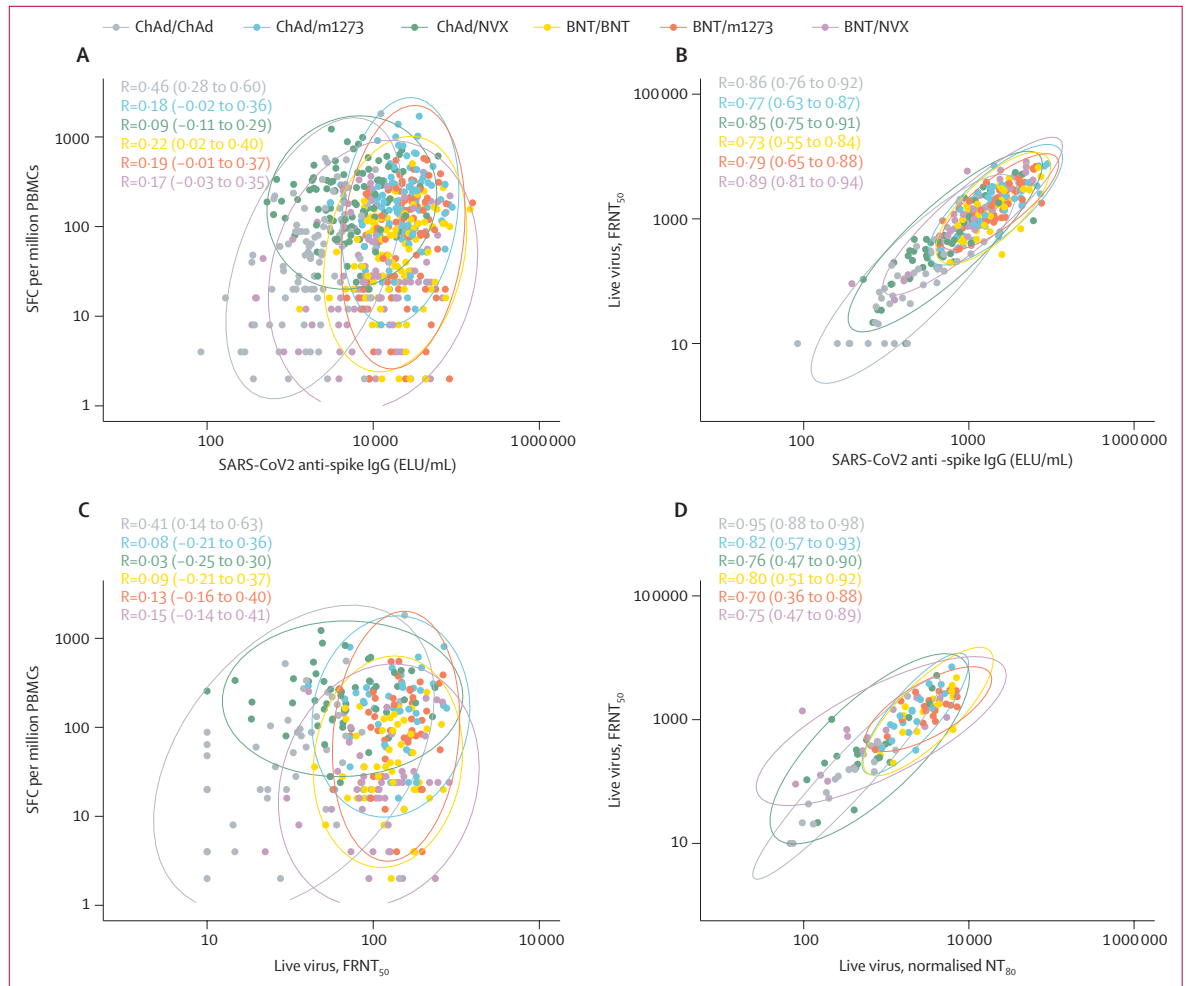 ChAd/ChAd ChAd/m1273 ChAd/NVX BNT/BNT BNT/m1273 BNT/NVX
A
R=0·46 (0·28 to 0·60)
R=0·18 (−0·02 to 0·36)
R=0·09 (−0·11 to 0·29)
R=0·22 (0·02 to 0·40)
R=0·19 (−0·01 to 0·37)
R=0·17 (−0·03 to 0·35)
SFC per million PBMCs
1000
100
10
1
100 10 000 1 000 000
SARS-CoV2 anti-spike IgG (ELU/mL)
B
R=0·86 (0·76 to 0·92)
R=0·77 (0·63 to 0·87)
R=0·85 (0·75 to 0·91)
R=0·73 (0·55 to 0·84)
R=0·79 (0·65 to 0·88)
R=0·89 (0·81 to 0·94)
Live virus, FRNT50
100 000
1000
10
100 1000 1 000 000
SARS-CoV2 anti -spike IgG (ELU/mL)
C
R=0·41 (0·14 to 0·63)
R=0·08 (−0·21 to 0·36)
R=0·03 (−0·25 to 0·30)
R=0·09 (−0·21 to 0·37)
R=0·13 (−0·16 to 0·40)
R=0·15 (−0·14 to 0·41)
SFC per million PBMCs
1000
100
10
1
10 100 10 000
Live virus, FRNT50
D
R=0·95 (0·88 to 0·98)
R=0·82 (0·57 to 0·93)
R=0·76 (0·47 to 0·90)
R=0·80 (0·51 to 0·92)
R=0·70 (0·36 to 0·88)
R=0·75 (0·47 to 0·89)
Live virus, FRNT50
100 000
1000
10
100 10 000 1 000 000
Live virus, normalised NT80